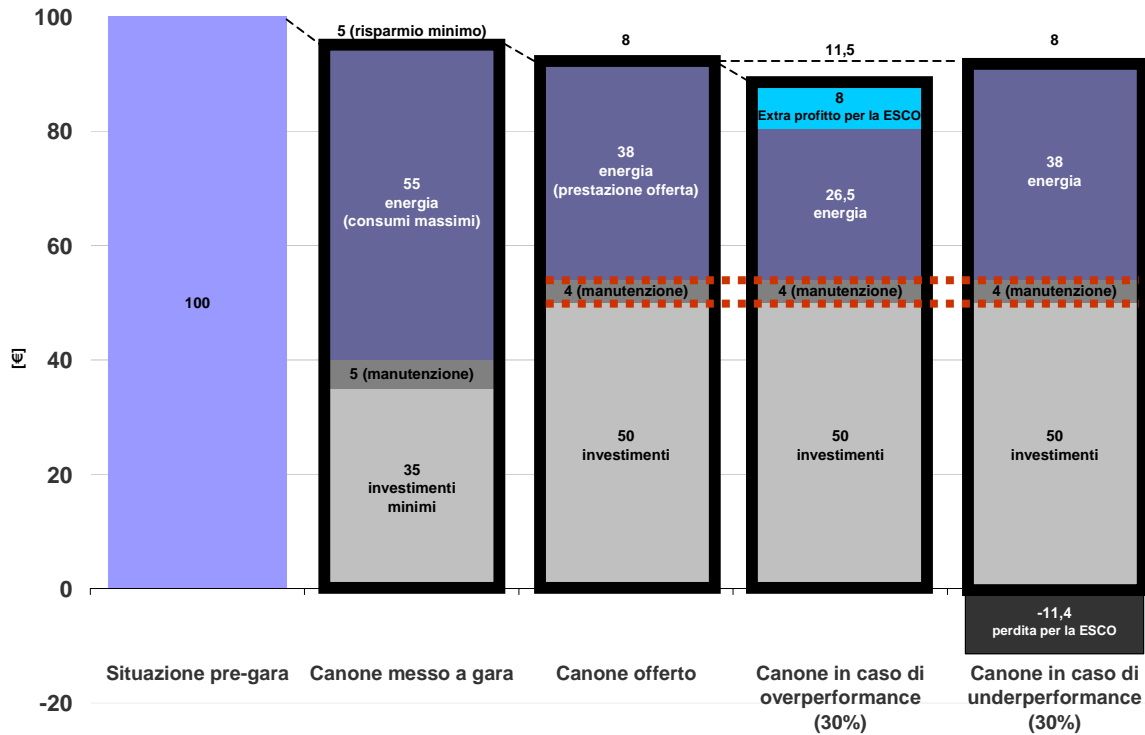 100
5 (risparmio minimo)
8
11,5
8
8
Extra profitto per la ESCO
80
38
energia
(prestazione offerta)
38
energia
55
energia
(consumi massimi)
26,5
energia
60
4 (manutenzione)
4 (manutenzione)
4 (manutenzione)
100
[€]
40
5 (manutenzione)
50
investimenti
50
investimenti
50
investimenti
35
investimenti
minimi
20
0
-11,4
perdita per la ESCO
Situazione pre-gara
Canone messo a gara
Canone offerto
Canone in caso di
overperformance
(30%)
Canone in caso di
underperformance
(30%)
-20